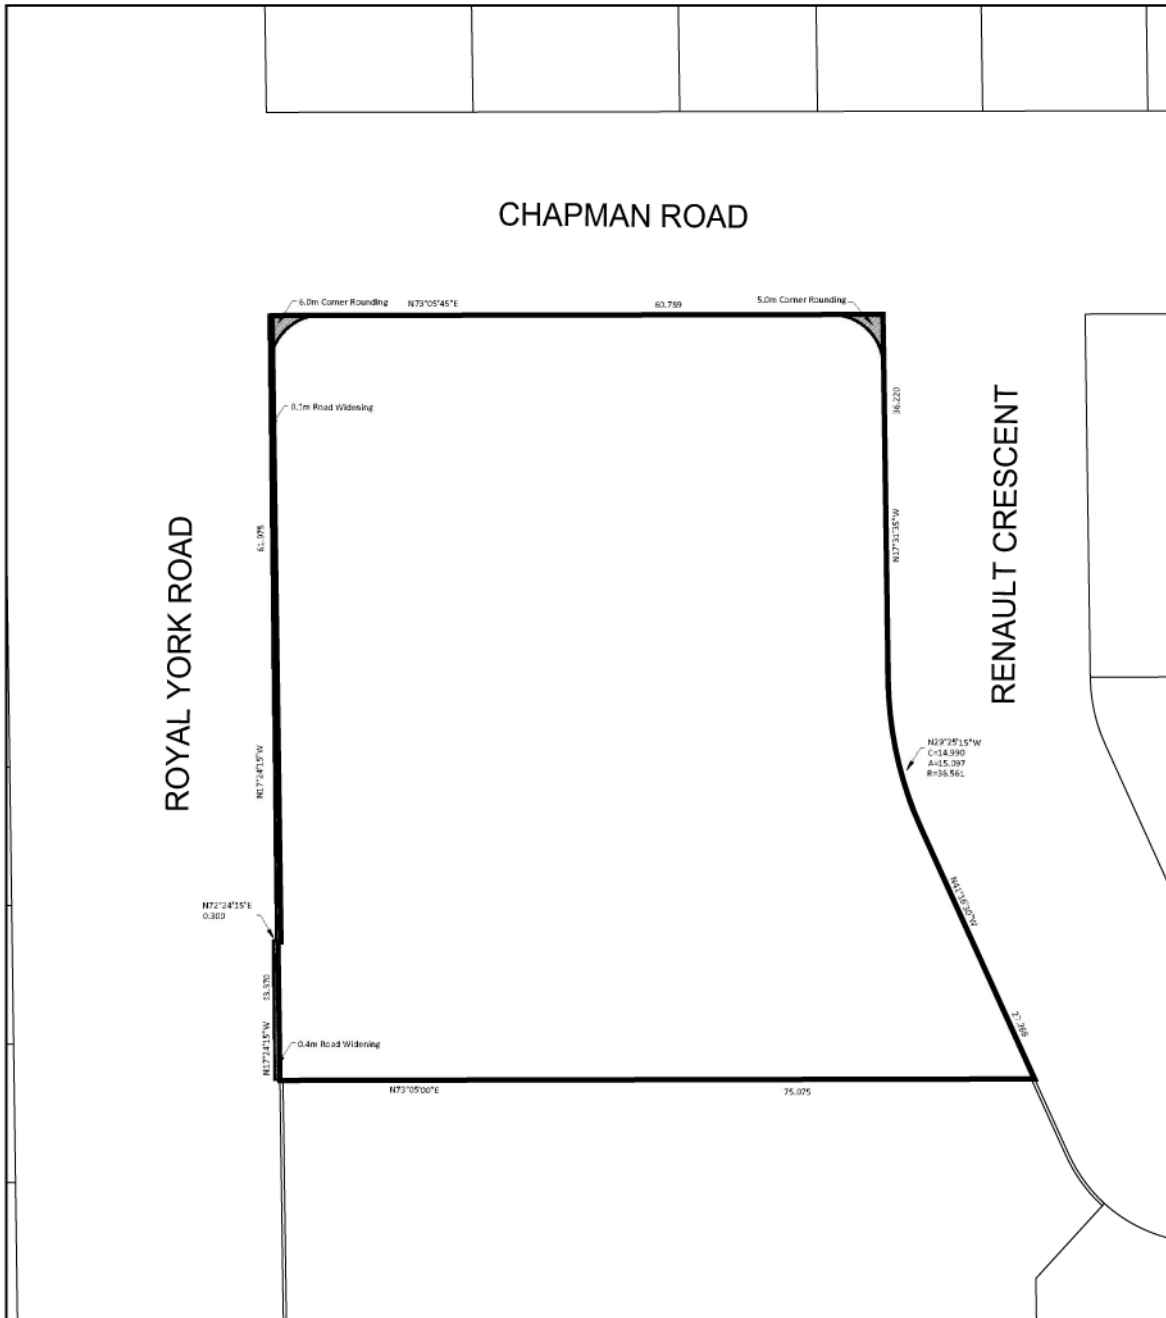 CHAPMAN ROAD
6.0m Corner Rounding
N73°05'45"E
60.789
5.0m Corner Rounding
36.220
0.1m Road Widening
RENAULT CRESCENT
ROYAL YORK ROAD
61.975
N17°31'35"W
N17°24'15"W
N29°25'15"W
C=14.990
A=15.097
R=36.561
N41°16'30"W
N72°24'15"E
0.300
13.370
27.266
N17°24'15"W
0.4m Road Widening
N73°05'00"E
75.075